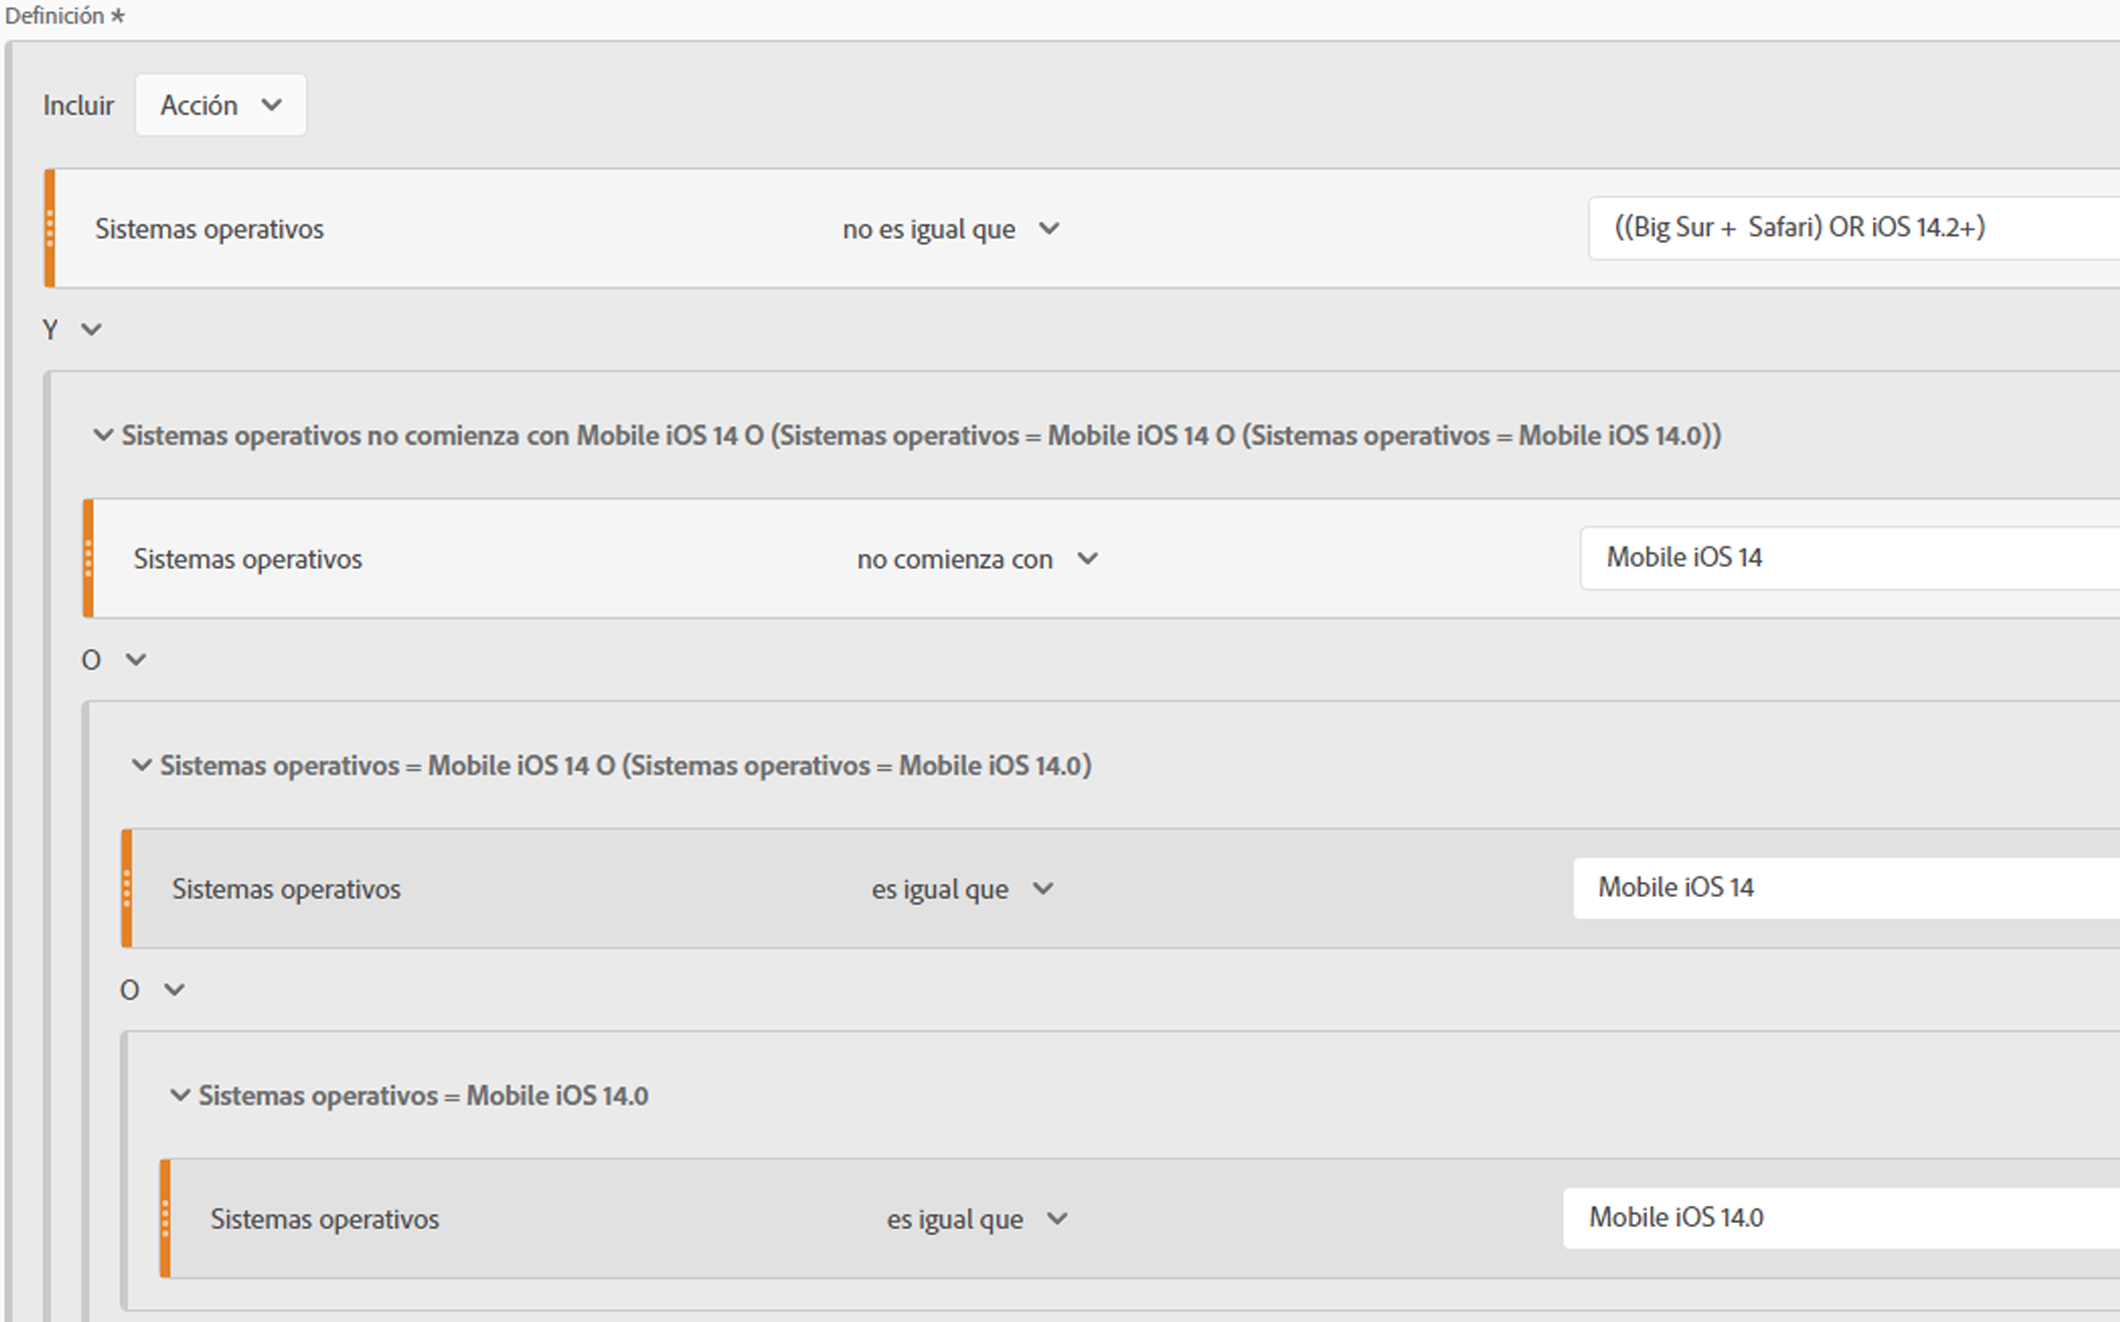 Definición *
Incluir Acción
Sistemas operativos no es igual que ((Big Sur + Safari) OR iOS 14.2+)
Y
Sistemas operativos no comienza con Mobile iOS 14 O (Sistemas operativos = Mobile iOS 14 O (Sistemas operativos = Mobile iOS 14.0))
Sistemas operativos no comienza con Mobile iOS 14
O
Sistemas operativos = Mobile iOS 14 O (Sistemas operativos = Mobile iOS 14.0)
Sistemas operativos es igual que Mobile iOS 14
O
Sistemas operativos = Mobile iOS 14.0
Sistemas operativos es igual que Mobile iOS 14.0